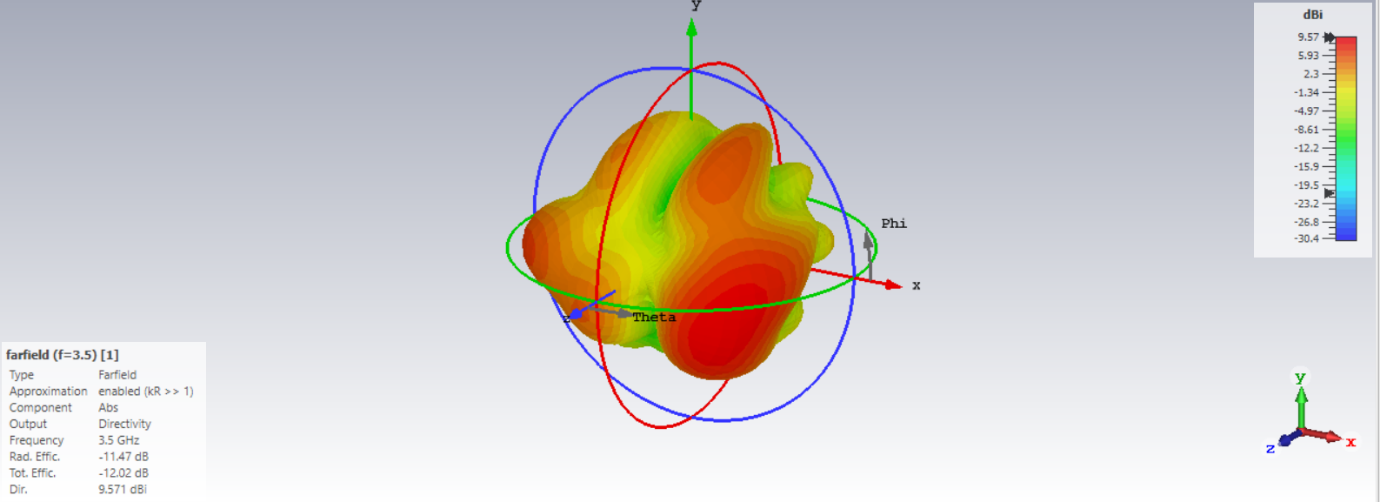 y
dBi
9.57
5.93
2.3
-1.34
-4.97
-8.61
-12.2
-15.9
-19.5
-23.2
-26.8
-30.4
Phi
x
z
Theta
farfield (f=3.5) [1]
Type Farfield
Approximation enabled (kR >> 1)
Component Abs
Output Directivity
Frequency 3.5 GHz
Rad. Effic. -11.47 dB
Tot. Effic. -12.02 dB
Dir. 9.571 dBi
y
z
x